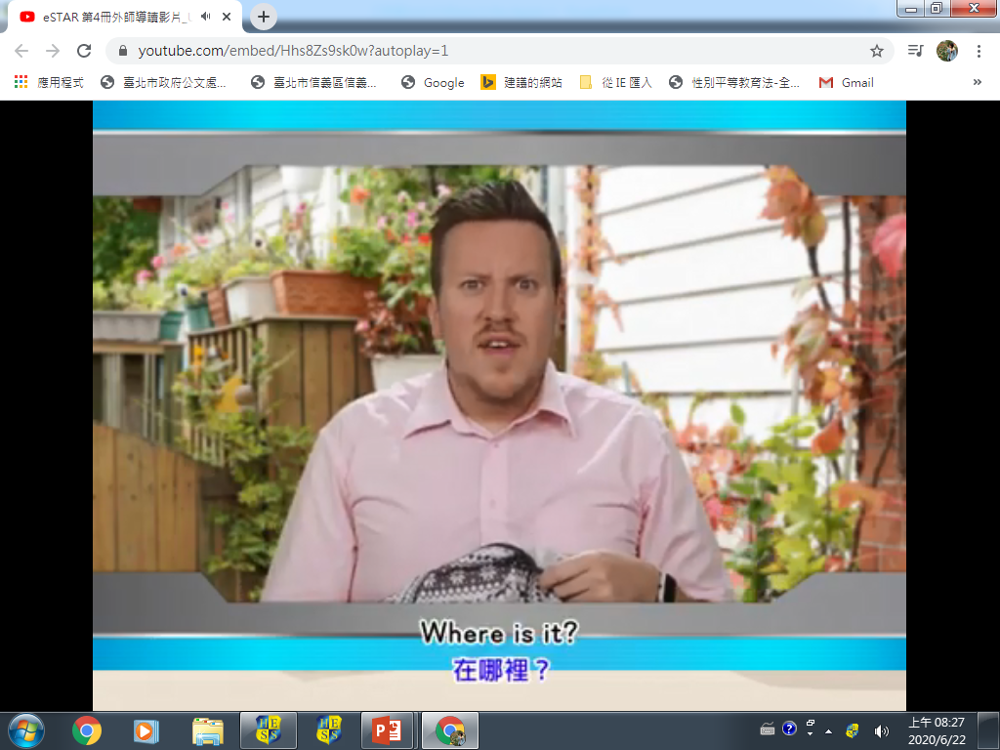 eSTAR 第4冊外師導讀影片_U
youtube.com/embed/Hhs8Zs9sk0w?autoplay=1
應用程式
臺北市政府公文處...
臺北市信義區信義...
Google
建議的網站
從 IE 匯入
性別平等教育法-全...
Gmail
Where is it?
在哪裡？
HESS
HESS
上午 08:27
2020/6/22